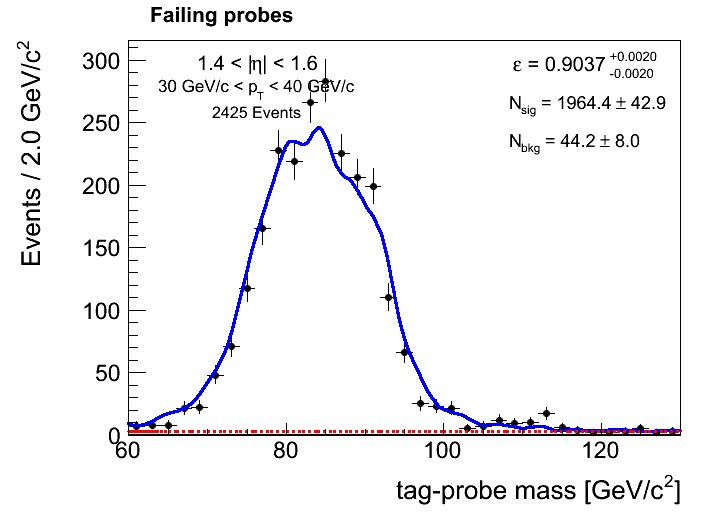 Failing probes
Events / 2.0 GeV/c²
300
250
200
150
100
50
0
1.4 < |η| < 1.6
30 GeV/c < p_T < 40 GeV/c
2425 Events
ε = 0.9037 +0.0020 -0.0020
N_sig = 1964.4 ± 42.9
N_bkg = 44.2 ± 8.0
60 80 100 120
tag-probe mass [GeV/c²]